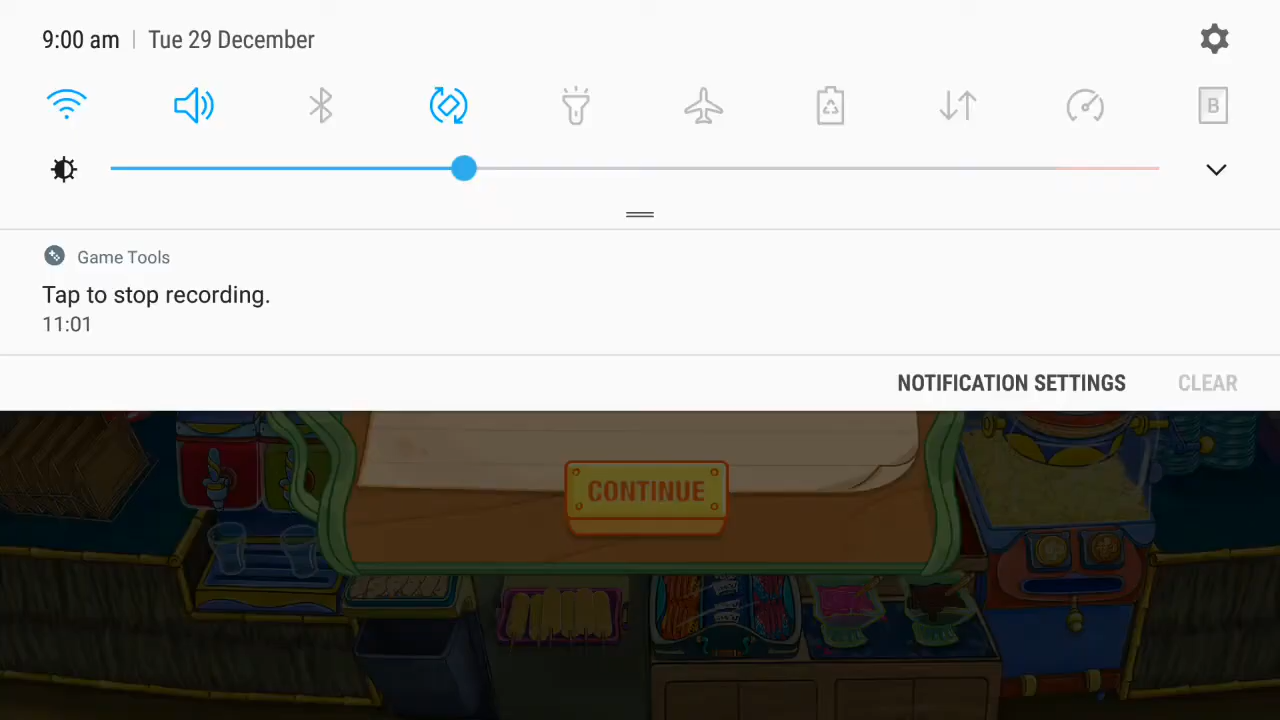 9:00 am | Tue 29 December
B
Game Tools
Tap to stop recording.
11:01
NOTIFICATION SETTINGS
CLEAR
CONTINUE